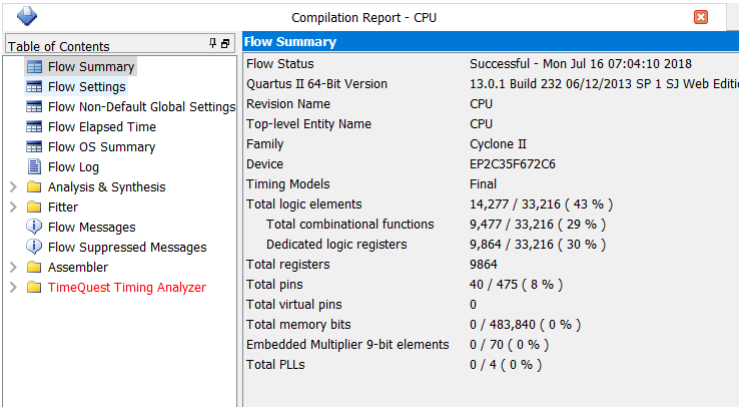 Compilation Report - CPU
Table of Contents
Flow Summary
Flow Settings
Flow Non-Default Global Settings
Flow Elapsed Time
Flow OS Summary
Flow Log
Analysis & Synthesis
Fitter
Flow Messages
Flow Suppressed Messages
Assembler
TimeQuest Timing Analyzer
Flow Summary
Flow Status Successful - Mon Jul 16 07:04:10 2018
Quartus II 64-Bit Version 13.0.1 Build 232 06/12/2013 SP 1 SJ Web Editi
Revision Name CPU
Top-level Entity Name CPU
Family Cyclone II
Device EP2C35F672C6
Timing Models Final
Total logic elements 14,277 / 33,216 ( 43 % )
Total combinational functions 9,477 / 33,216 ( 29 % )
Dedicated logic registers 9,864 / 33,216 ( 30 % )
Total registers 9864
Total pins 40 / 475 ( 8 % )
Total virtual pins 0
Total memory bits 0 / 483,840 ( 0 % )
Embedded Multiplier 9-bit elements 0 / 70 ( 0 % )
Total PLLs 0 / 4 ( 0 % )